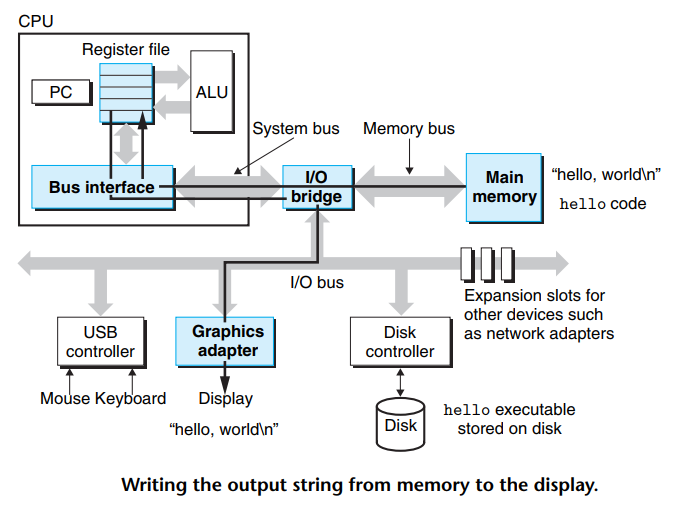 CPU
Register file
PC
ALU
System bus
Memory bus
Bus interface
I/O
bridge
Main
memory
“hello, world\n”
hello code
I/O bus
Expansion slots for
other devices such
as network adapters
USB
controller
Graphics
adapter
Disk
controller
Mouse Keyboard
Display
“hello, world\n”
Disk
hello executable
stored on disk
Writing the output string from memory to the display.